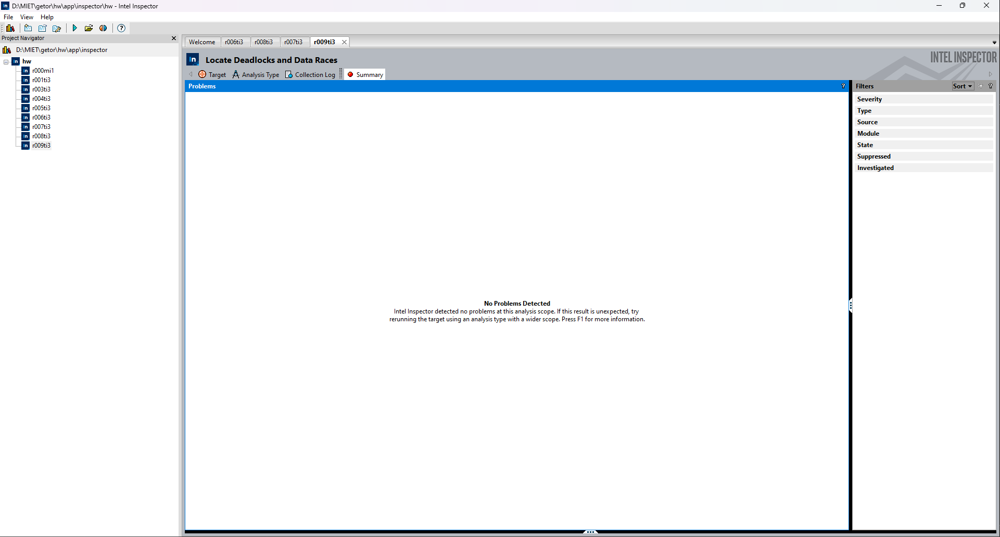 D:\MIET\getor\hw\app\inspector\hw - Intel Inspector
File View Help
Project Navigator
D:\MIET\getor\hw\app\inspector
hw
r000mi1
r001ti3
r003ti3
r004ti3
r005ti3
r006ti3
r007ti3
r008ti3
r009ti3
Welcome r006ti3 r008ti3 r007ti3 r009ti3
Locate Deadlocks and Data Races
INTEL INSPECTOR
Target Analysis Type Collection Log Summary
Problems ?
No Problems Detected
Intel Inspector detected no problems at this analysis scope. If this result is unexpected, try
rerunning the target using an analysis type with a wider scope. Press F1 for more information.
Filters Sort ?
Severity
Type
Source
Module
State
Suppressed
Investigated